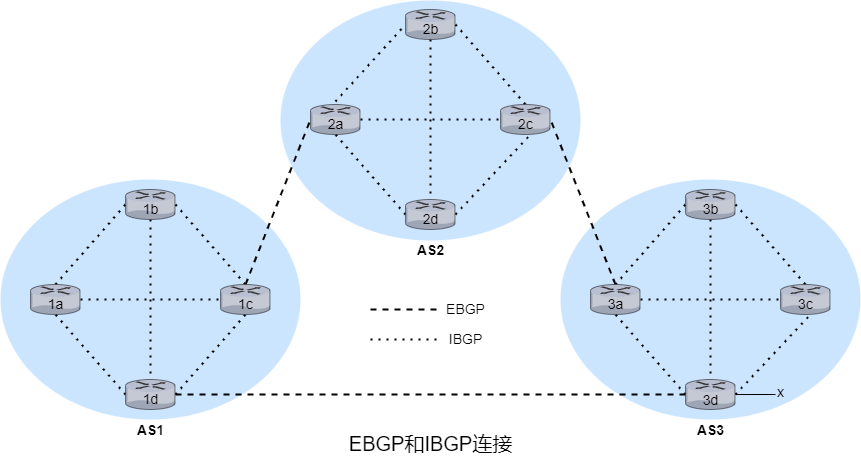 2b
2a
2c
2d
AS2
1b
1a
1c
1d
AS1
3b
3a
3c
3d
x
AS3
EBGP
IBGP
EBGP和IBGP连接